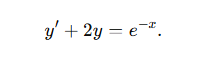 y′ + 2y = e⁻ˣ.